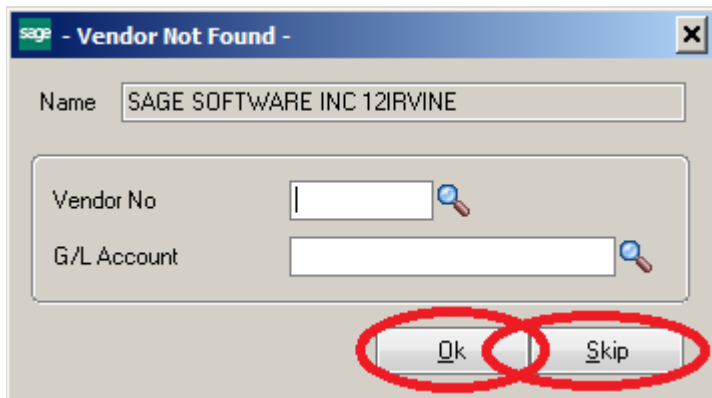 sage - Vendor Not Found -
Name SAGE SOFTWARE INC 12IRVINE
Vendor No
G/L Account
Ok Skip